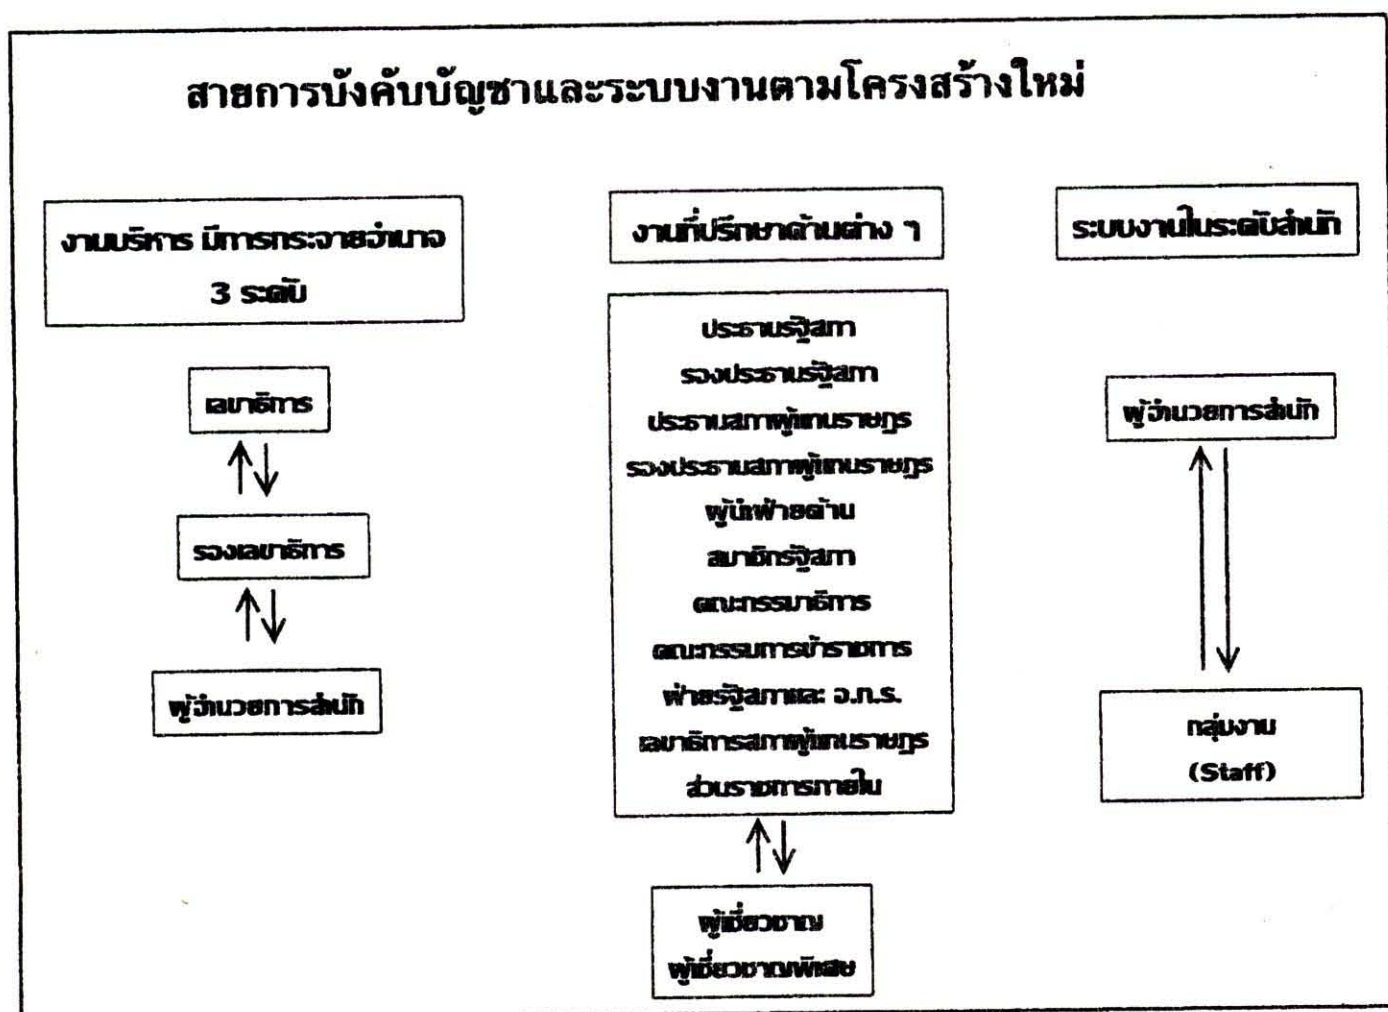 สายการบังคับบัญชาและระบบงานตามโครงสร้างใหม่
งานบริหาร มีการกระจายอำนาจ
3 ระดับ
เลขาธิการ
รองเลขาธิการ
ผู้อำนวยการสำนัก
งานที่ปรึกษาด้านต่าง ๆ
ประธานรัฐสภา
รองประธานรัฐสภา
ประธานสภาผู้แทนราษฎร
รองประธานสภาผู้แทนราษฎร
ผู้นำฝ่ายค้าน
สมาชิกรัฐสภา
คณะกรรมาธิการ
คณะกรรมการข้าราชการ
ฝ่ายรัฐสภาและ อ.ก.ร.
เลขาธิการสภาผู้แทนราษฎร
ส่วนราชการภายใน
ผู้เชี่ยวชาญ
ผู้เชี่ยวชาญพิเศษ
ระบบงานในระดับสำนัก
ผู้อำนวยการสำนัก
กลุ่มงาน
(Staff)